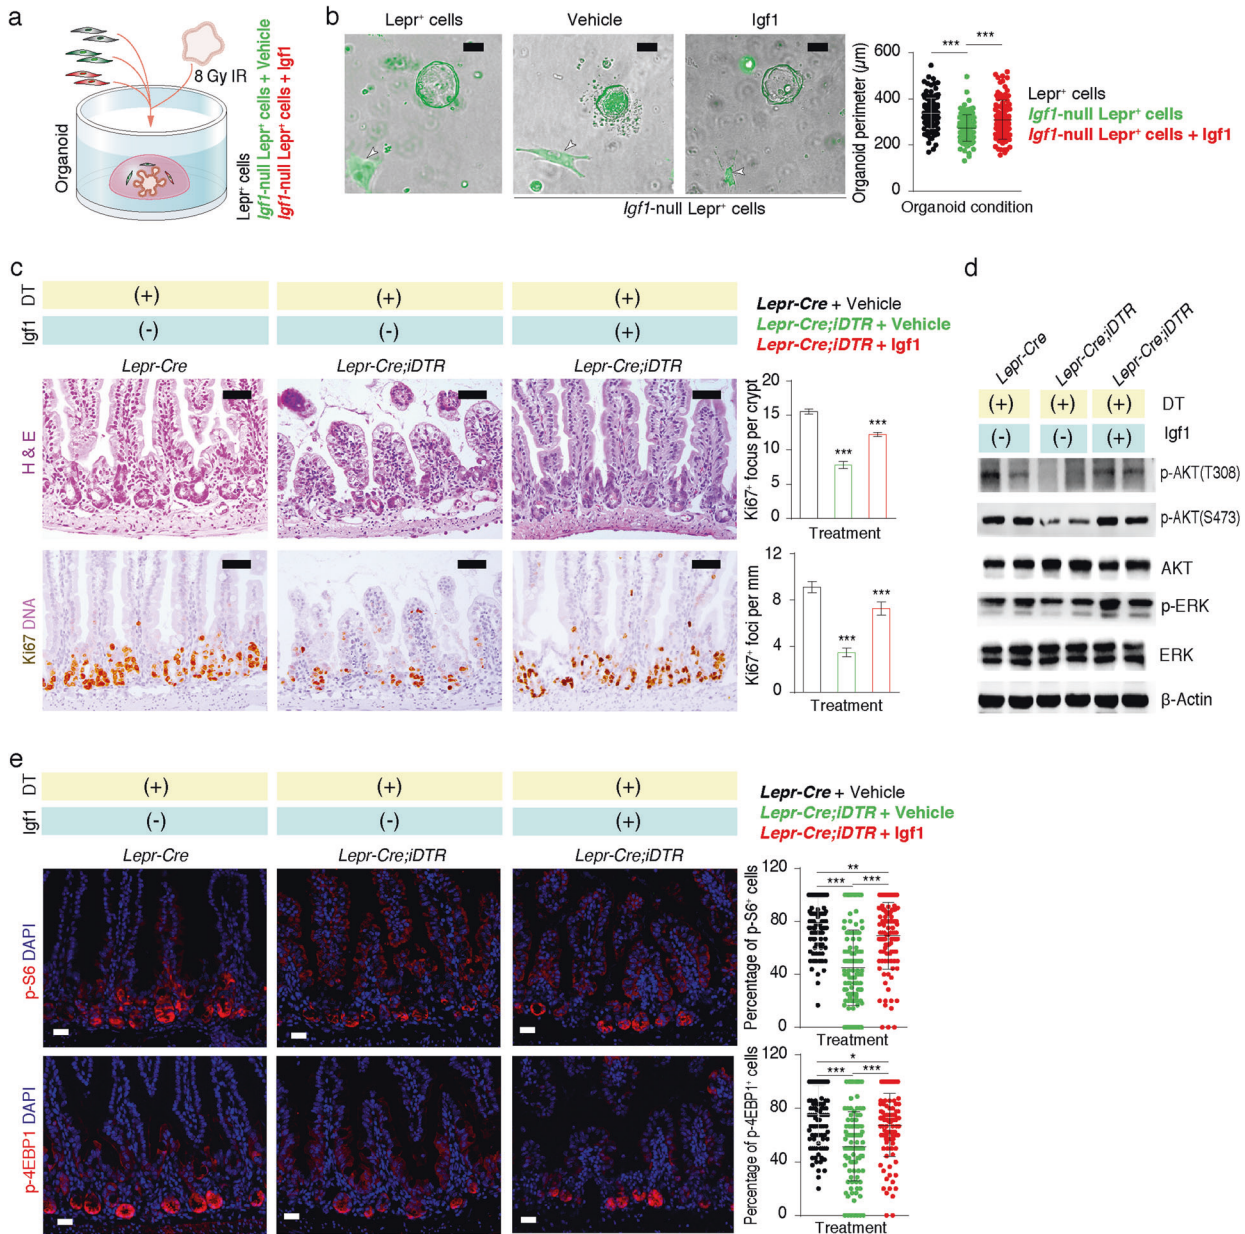 a
8 Gy IR
Organoid
Lepr⁺ cells
Igf1-null Lepr⁺ cells + Vehicle
Igf1-null Lepr⁺ cells + Igf1
b
Lepr⁺ cells
Vehicle
Igf1
Igf1-null Lepr⁺ cells
Organoid perimeter (µm)
600
400
200
0
***
***
Organoid condition
Lepr⁺ cells
Igf1-null Lepr⁺ cells
Igf1-null Lepr⁺ cells + Igf1
c
DT
(+)
(+)
(+)
Igf1
(-)
(-)
(+)
Lepr-Cre
Lepr-Cre;iDTR
Lepr-Cre;iDTR
H & E
Ki67 DNA
Lepr-Cre + Vehicle
Lepr-Cre;iDTR + Vehicle
Lepr-Cre;iDTR + Igf1
Ki67⁺ focus per crypt
20
15
10
5
0
***
***
Treatment
Ki67⁺ foci per mm
12
8
4
0
***
***
Treatment
d
Lepr-Cre
Lepr-Cre;iDTR
Lepr-Cre;iDTR
(+)
(+)
(+)
DT
(-)
(-)
(+)
Igf1
p-AKT(T308)
p-AKT(S473)
AKT
p-ERK
ERK
β-Actin
e
DT
(+)
(+)
(+)
Igf1
(-)
(-)
(+)
Lepr-Cre
Lepr-Cre;iDTR
Lepr-Cre;iDTR
p-S6 DAPI
p-4EBP1 DAPI
Lepr-Cre + Vehicle
Lepr-Cre;iDTR + Vehicle
Lepr-Cre;iDTR + Igf1
Percentage of p-S6⁺ cells
120
80
40
0
**
***
***
Treatment
Percentage of p-4EBP1⁺ cells
120
80
40
0
*
***
***
Treatment